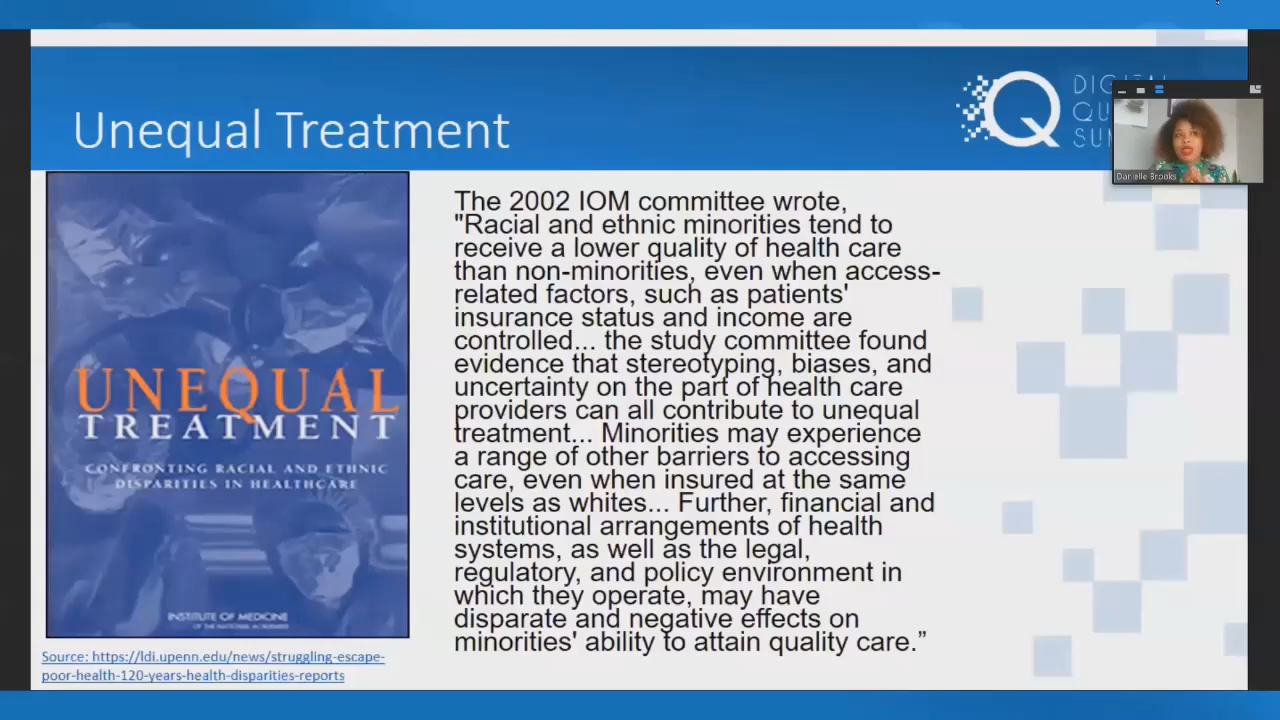 Unequal Treatment
DIGITAL
QU
SUM
Danielle Brooks
The 2002 IOM committee wrote,
"Racial and ethnic minorities tend to
receive a lower quality of health care
than non-minorities, even when access-
related factors, such as patients'
insurance status and income are
controlled... the study committee found
evidence that stereotyping, biases, and
uncertainty on the part of health care
providers can all contribute to unequal
treatment... Minorities may experience
a range of other barriers to accessing
care, even when insured at the same
levels as whites... Further, financial and
institutional arrangements of health
systems, as well as the legal,
regulatory, and policy environment in
which they operate, may have
disparate and negative effects on
minorities' ability to attain quality care.”
UNEQUAL
TREATMENT
CONFRONTING RACIAL AND ETHNIC
DISPARITIES IN HEALTHCARE
INSTITUTE OF MEDICINE
OF THE NATIONAL ACADEMIES
Source: https://ldi.upenn.edu/news/struggling-escape-
poor-health-120-years-health-disparities-reports